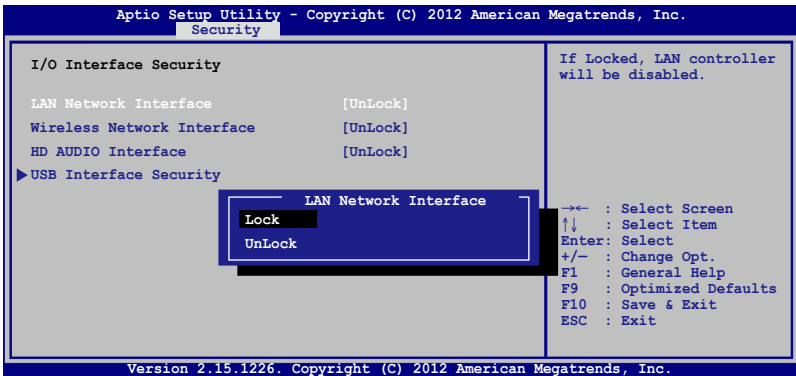 Aptio Setup Utility - Copyright (C) 2012 American Megatrends, Inc.
Security
I/O Interface Security
LAN Network Interface [UnLock]
Wireless Network Interface [UnLock]
HD AUDIO Interface [UnLock]
USB Interface Security
LAN Network Interface
Lock
UnLock
If Locked, LAN controller
will be disabled.
→← : Select Screen
↑↓ : Select Item
Enter: Select
+/— : Change Opt.
F1 : General Help
F9 : Optimized Defaults
F10 : Save & Exit
ESC : Exit
Version 2.15.1226. Copyright (C) 2012 American Megatrends, Inc.